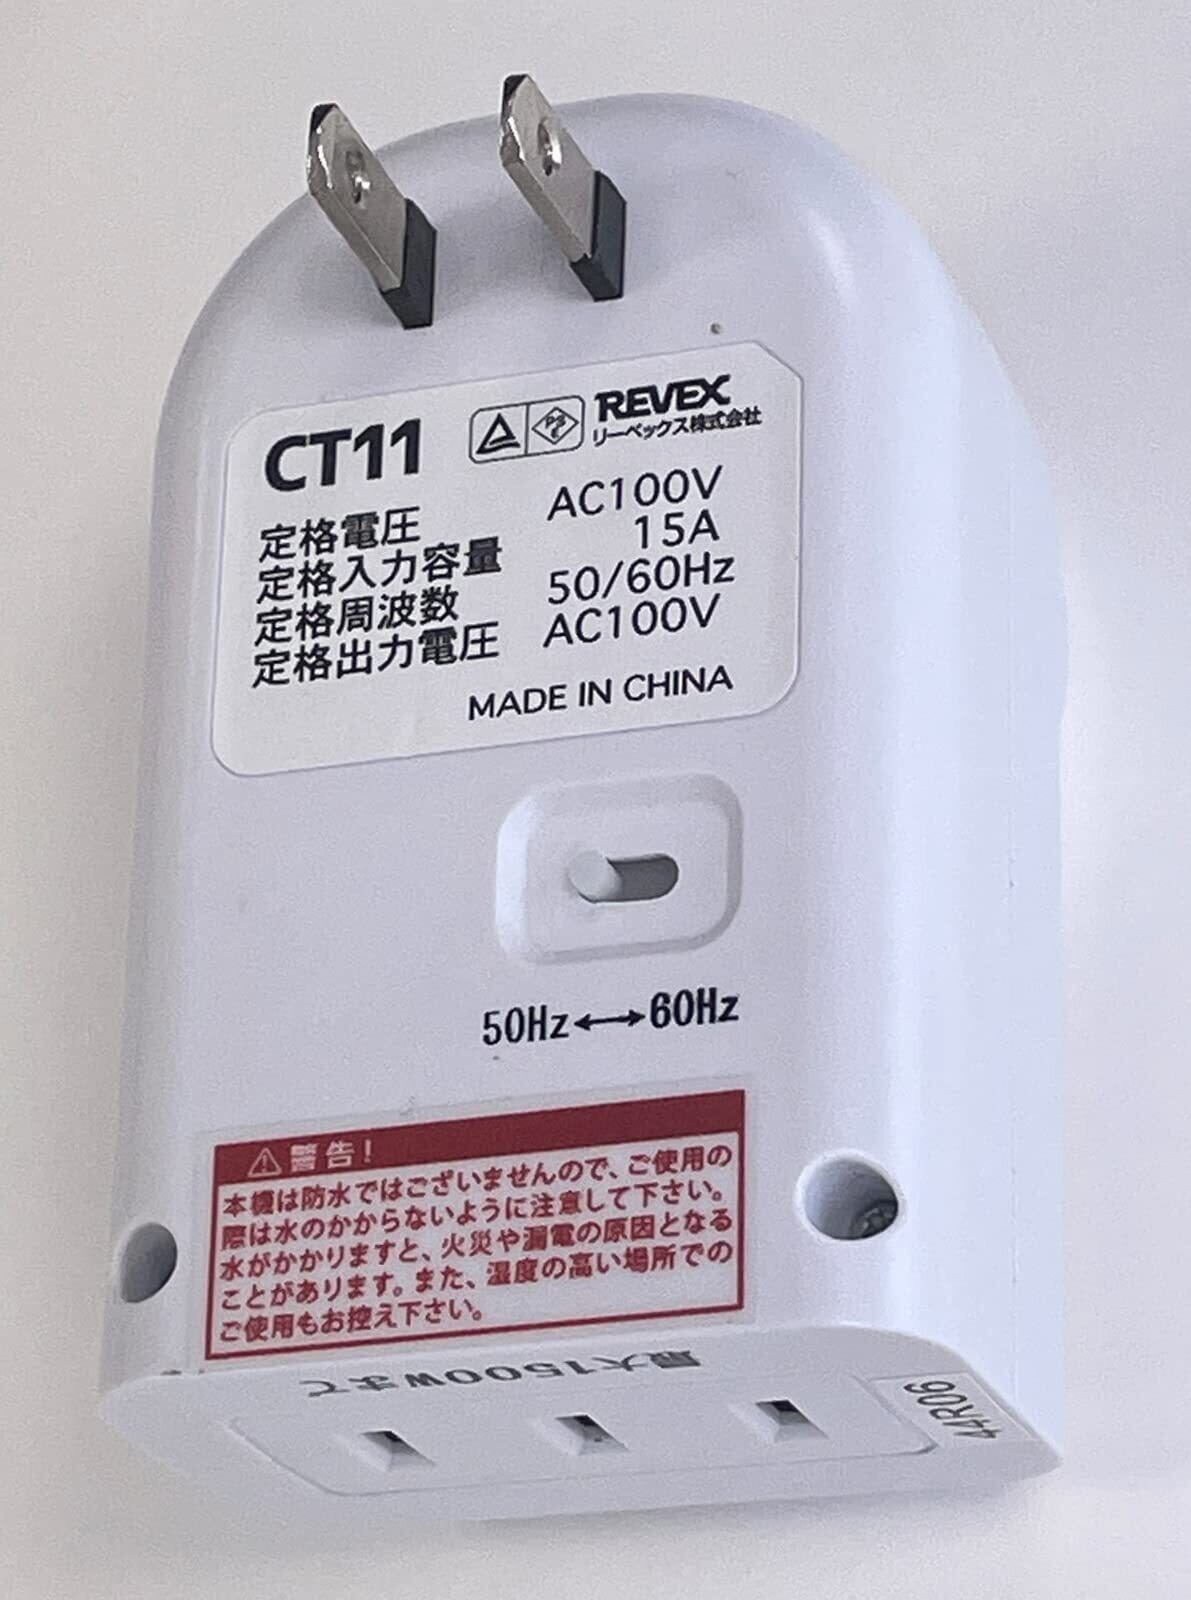 CT11
PS
E
REVEX
リーベックス株式会社
定格電圧 AC100V
定格入力容量 15A
定格周波数 50/60Hz
定格出力電圧 AC100V
MADE IN CHINA
50Hz⟷60Hz
⚠警告!
本機は防水ではございませんので、ご使用の
際は水のかからないように注意して下さい。
水がかかりますと、火災や漏電の原因となる
ことがあります。また、湿度の高い場所での
ご使用もお控え下さい。
最大1500Wまで
44R06